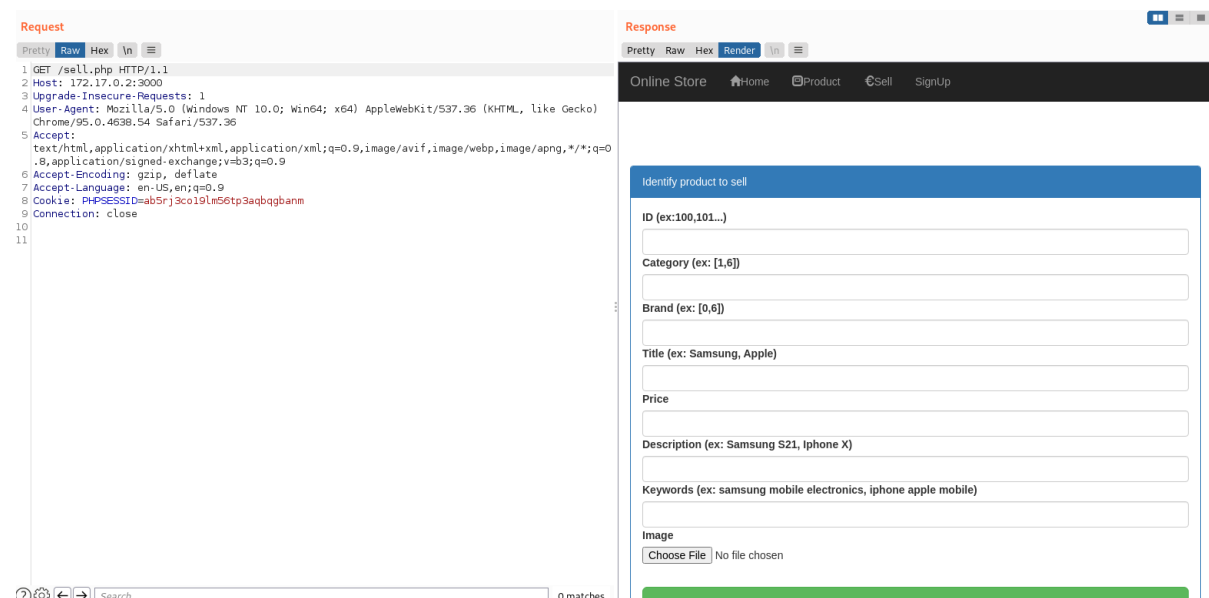 Request
Pretty Raw Hex \n
1 GET /sell.php HTTP/1.1
2 Host: 172.17.0.2:3000
3 Upgrade-Insecure-Requests: 1
4 User-Agent: Mozilla/5.0 (Windows NT 10.0; Win64; x64) AppleWebKit/537.36 (KHTML, like Gecko)
Chrome/95.0.4638.54 Safari/537.36
5 Accept:
text/html,application/xhtml+xml,application/xml;q=0.9,image/avif,image/webp,image/apng,*/*;q=0
.8,application/signed-exchange;v=b3;q=0.9
6 Accept-Encoding: gzip, deflate
7 Accept-Language: en-US,en;q=0.9
8 Cookie: PHPSESSID=ab5rj3co19lm56tp3aqbqgbanm
9 Connection: close
10
11
? Search... 0 matches
Response
Pretty Raw Hex Render \n
Online Store Home Product €Sell SignUp
Identify product to sell
ID (ex:100,101...)
Category (ex: [1,6])
Brand (ex: [0,6])
Title (ex: Samsung, Apple)
Price
Description (ex: Samsung S21, Iphone X)
Keywords (ex: samsung mobile electronics, iphone apple mobile)
Image
Choose File No file chosen